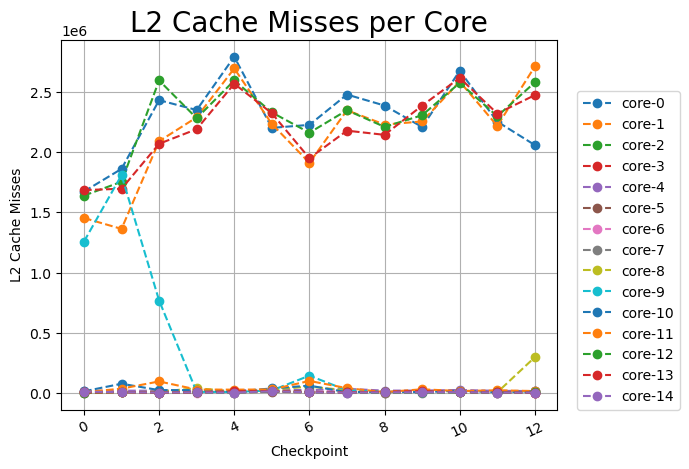 L2 Cache Misses per Core
1e6
2.5
2.0
1.5
1.0
0.5
0.0
L2 Cache Misses
0
2
4
6
8
10
12
Checkpoint
core-0
core-1
core-2
core-3
core-4
core-5
core-6
core-7
core-8
core-9
core-10
core-11
core-12
core-13
core-14